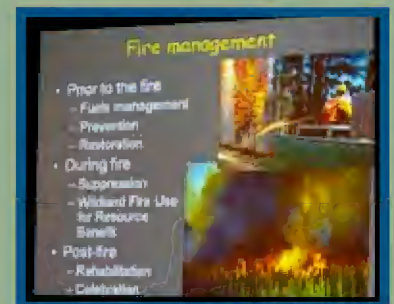 Fire management
• Prior to the fire
– Fuels management
– Prevention
– Restoration
• During fire
– Suppression
– Wildland Fire Use
for Resource
Benefit
• Post-fire
– Rehabilitation
– Celebration